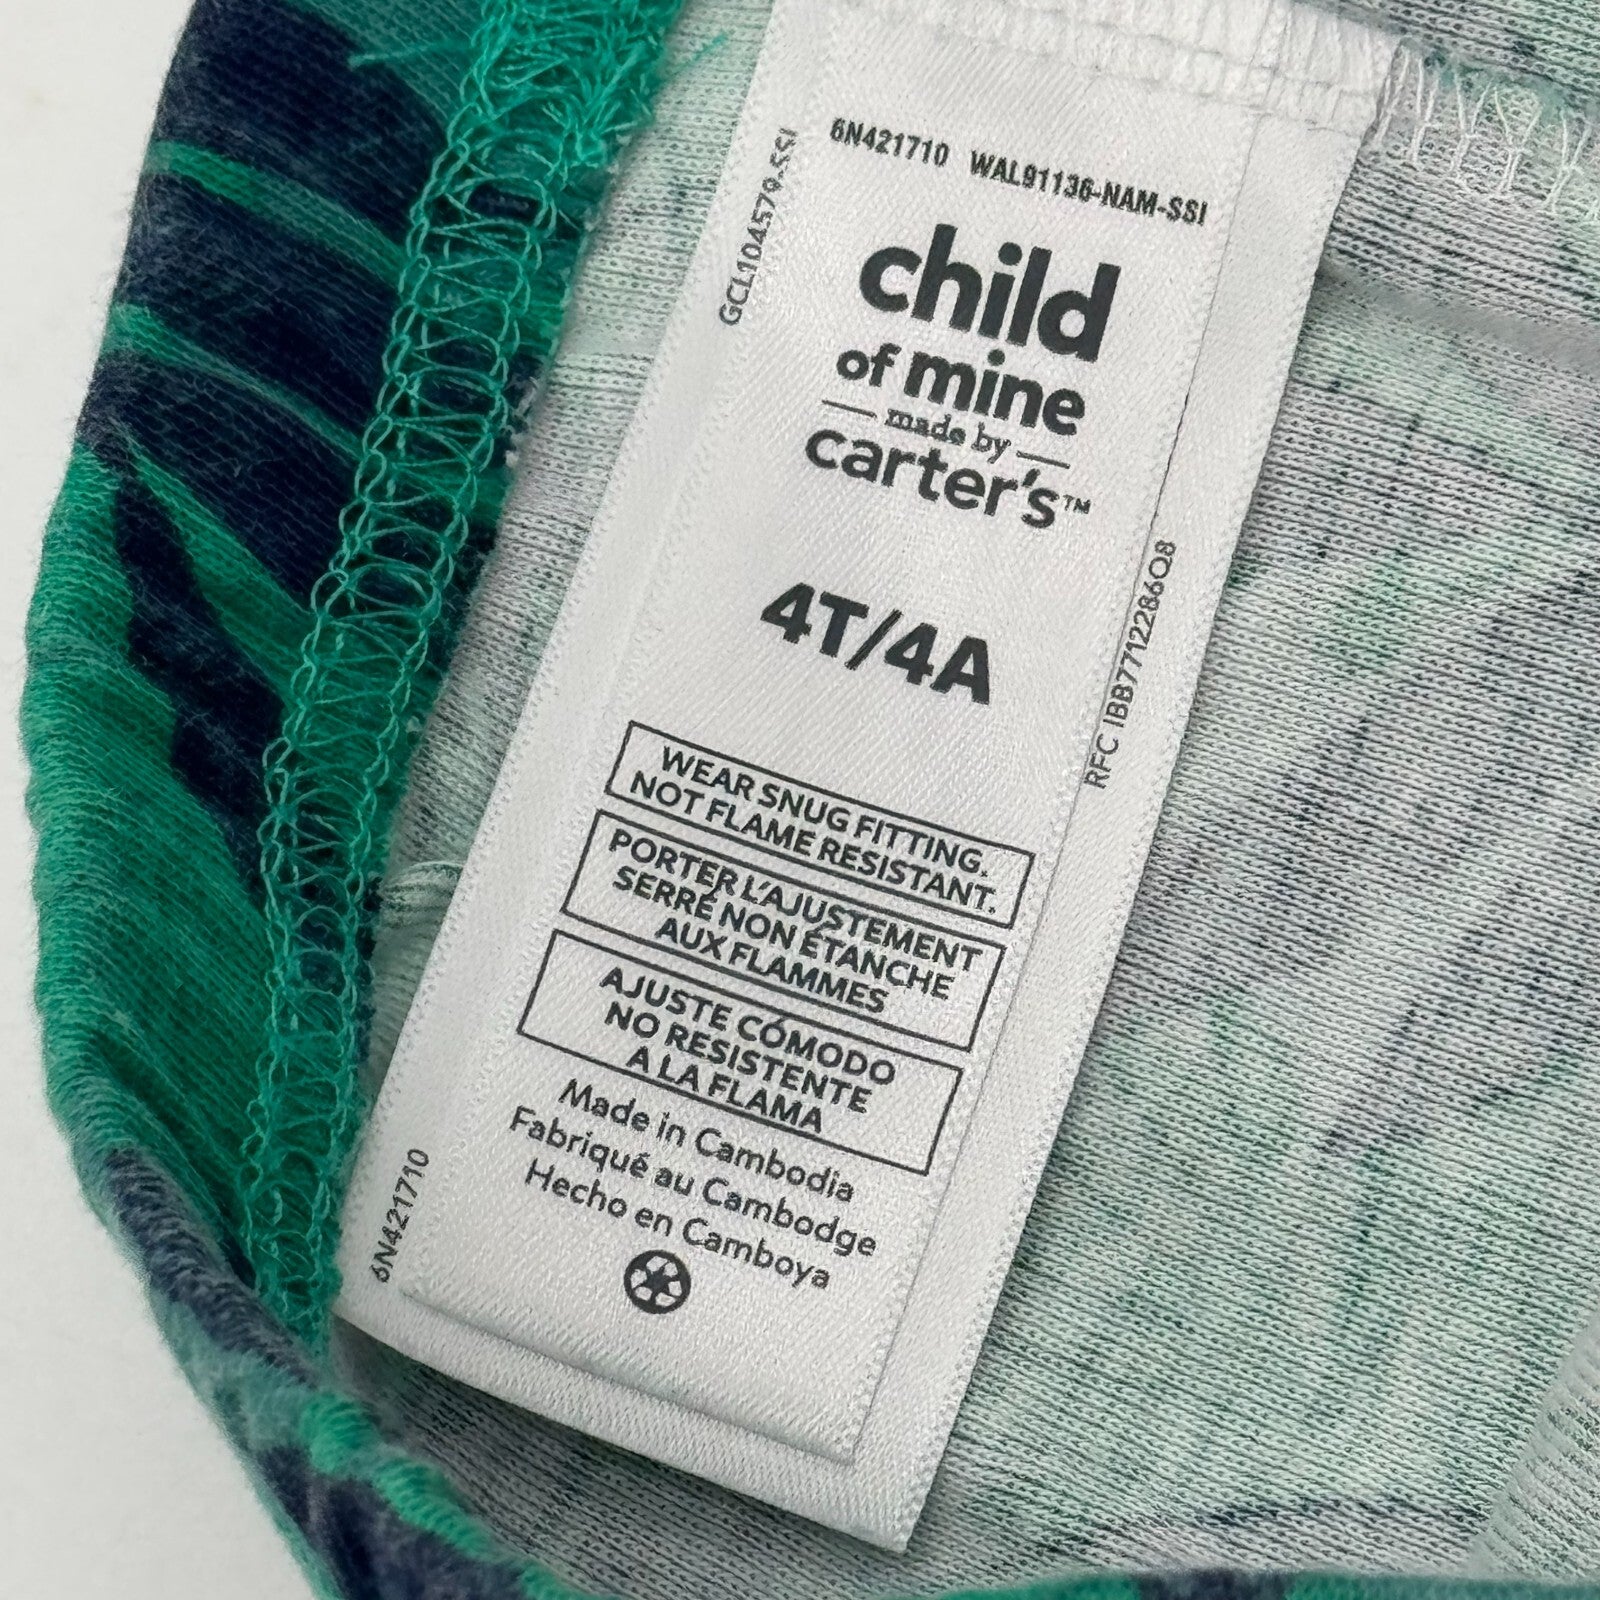 6N421710 WAL91136-NAM-SSI
GCL104579-SSI
child
of mine
made by
carter's™
4T/4A
RFC IBB77122286Q8
WEAR SNUG FITTING.
NOT FLAME RESISTANT.
PORTER L'AJUSTEMENT
SERRÉ NON ÉTANCHE
AUX FLAMMES
AJUSTE CÓMODO
NO RESISTENTE
A LA FLAMA
Made in Cambodia
Fabriqué au Cambodge
Hecho en Camboya
6N421710